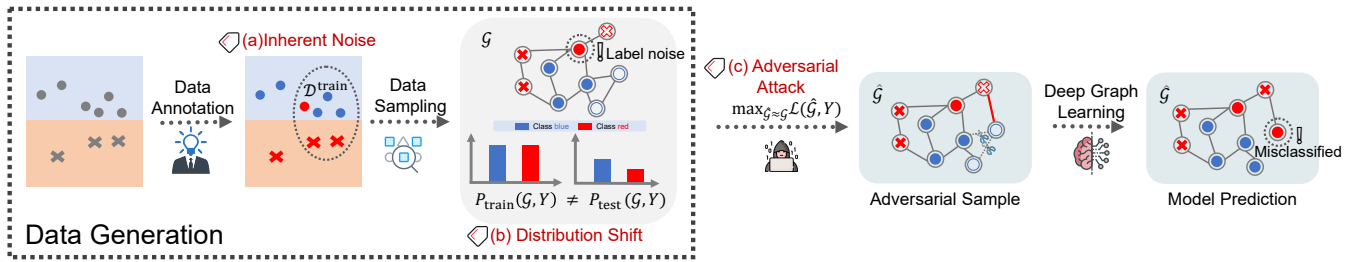 (a)Inherent Noise
Data
Annotation
𝒟^train
Data
Sampling
𝒢
Label noise
Class blue
Class red
P_train(𝒢, Y) ≠ P_test(𝒢, Y)
Data Generation
(b) Distribution Shift
(c) Adversarial
Attack
max_{𝒢̂≈𝒢} ℒ(𝒢̂, Y)
𝒢̂
Adversarial Sample
Deep Graph
Learning
𝒢̂
Misclassified
Model Prediction